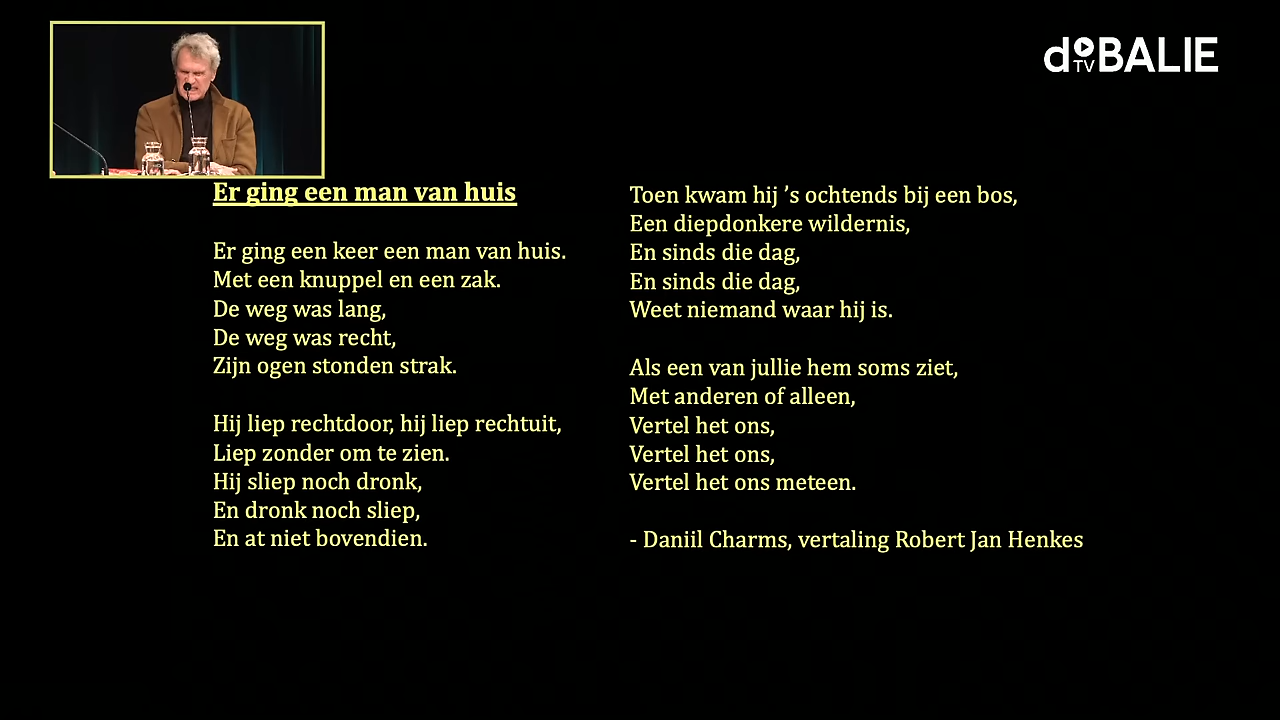 deBALIE
TV
Er ging een man van huis
Er ging een keer een man van huis.
Met een knuppel en een zak.
De weg was lang,
De weg was recht,
Zijn ogen stonden strak.
Hij liep rechtdoor, hij liep rechtuit,
Liep zonder om te zien.
Hij sliep noch dronk,
En dronk noch sliep,
En at niet bovendien.
Toen kwam hij ’s ochtends bij een bos,
Een diepdonkere wildernis,
En sinds die dag,
En sinds die dag,
Weet niemand waar hij is.
Als een van jullie hem soms ziet,
Met anderen of alleen,
Vertel het ons,
Vertel het ons,
Vertel het ons meteen.
- Daniil Charms, vertaling Robert Jan Henkes